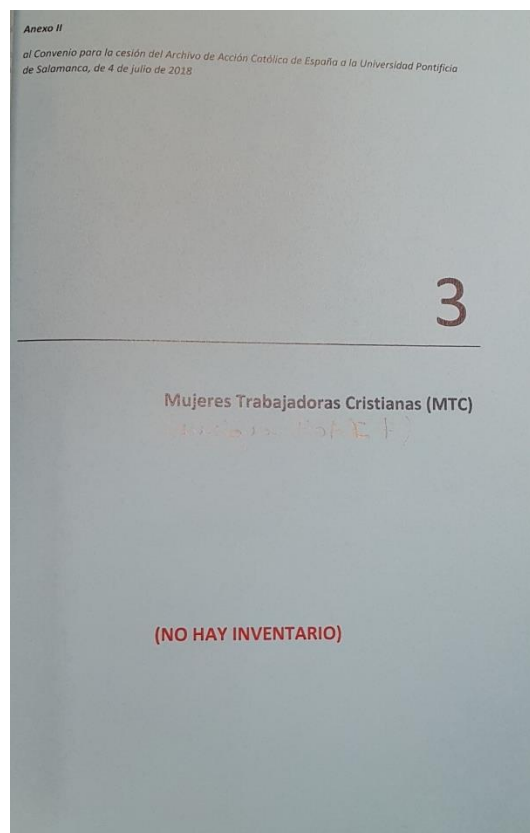 Anexo II
al Convenio para la cesión del Archivo de Acción Católica de España a la Universidad Pontificia
de Salamanca, de 4 de julio de 2018
3
Mujeres Trabajadoras Cristianas (MTC)
(NO HAY INVENTARIO)